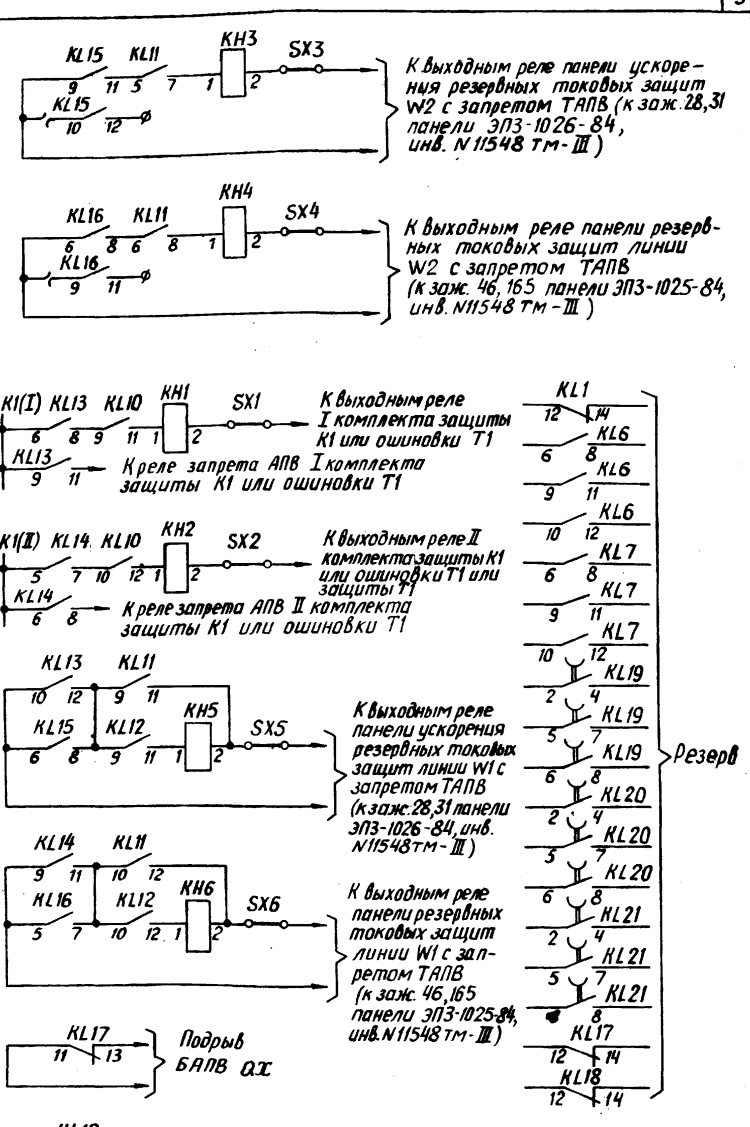 KL15 KL11 KH3 SX3
9 11 5 7 1 2
KL15
10 12
К выходным реле панели ускоре-
ния резервных токовых защит
W2 с запретом ТАПВ (к заж. 28,31
панели ЭПЗ-1026-84,
инв. N11548 тм-III)
KL16 KL11 KH4 SX4
6 8 6 8 1 2
KL16
9 11
К выходным реле панели резерв-
ных токовых защит линии
W2 с запретом ТАПВ
(к заж. 46, 165 панели ЭПЗ-1025-84,
инв. N11548 тм-III)
K1(I) KL13 KL10 KH1 SX1
6 8 9 11 1 2
К выходным реле
I комплекта защиты
К1 или ошиновки Т1
KL13
9 11
К реле запрета АПВ I комплекта
защиты К1 или ошиновки Т1
K1(II) KL14 KL10 KH2 SX2
5 7 10 12 1 2
К выходным реле II
комплекта защиты К1
или ошиновки Т1 или
защиты Т1
KL14
6 8
К реле запрета АПВ II комплекта
защиты К1 или ошиновки Т1
KL13 KL11
10 12 9 11
KL15 KL12 KH5 SX5
6 8 9 11 1 2
К выходным реле
панели ускорения
резервных токовых
защит линии W1 с
запретом ТАПВ
(к заж. 28,31 панели
ЭПЗ-1026-84, инв.
N11548 тм-III)
KL14 KL11
9 11 10 12
KL16 KL12 KH6 SX6
5 7 10 12 1 2
К выходным реле
панели резервных
токовых защит
линии W1 с зап-
ретом ТАПВ
(к заж. 46,165
панели ЭПЗ-1025-84,
инв. N11548 тм-III)
KL17
11 13
Подрыв
БАПВ ах
KL1
12 14
KL6
6 8
KL6
9 11
KL6
10 12
KL7
6 8
KL7
9 11
KL7
10 12
KL19
2 4
KL19
5 7
KL19
6 8
KL20
2 4
KL20
5 7
KL20
6 8
KL21
2 4
KL21
5 7
KL21
8
KL17
12 14
KL18
12 14
Резерв